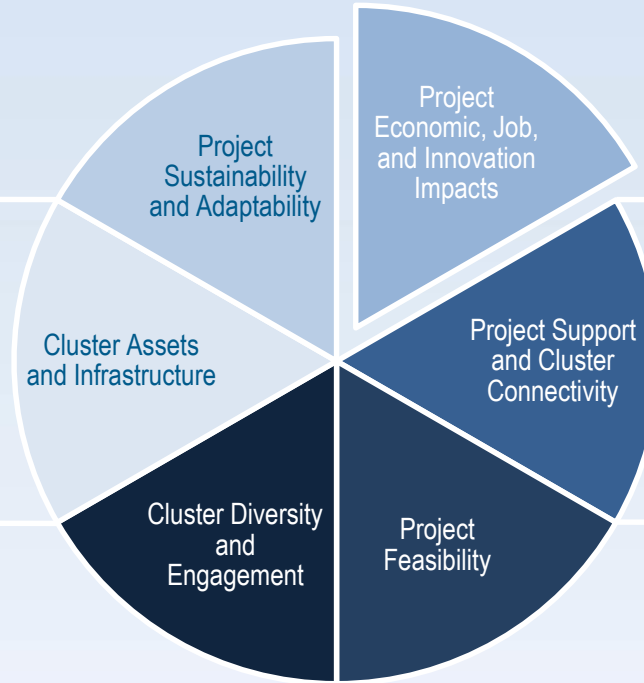 Project
Economic, Job,
and Innovation
Impacts
Project Support
and Cluster
Connectivity
Project
Feasibility
Cluster Diversity
and
Engagement
Cluster Assets
and Infrastructure
Project
Sustainability
and Adaptability